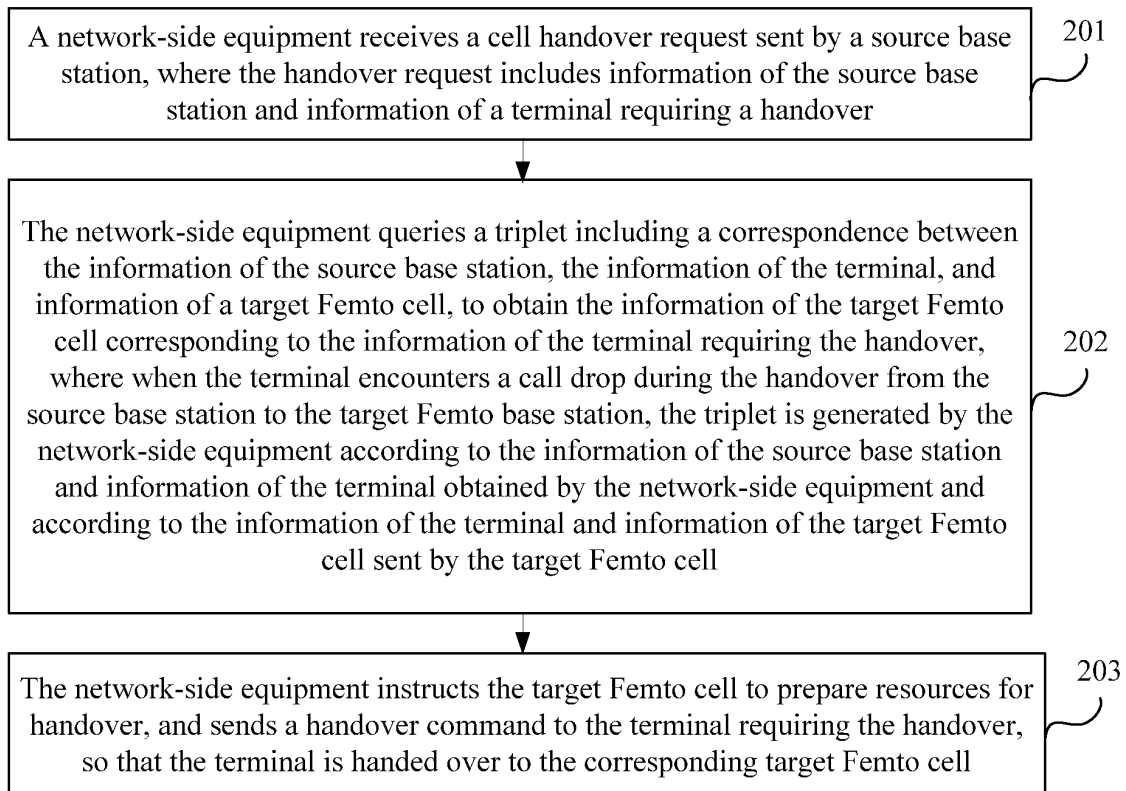 A network-side equipment receives a cell handover request sent by a source base
station, where the handover request includes information of the source base
station and information of a terminal requiring a handover
201
The network-side equipment queries a triplet including a correspondence between
the information of the source base station, the information of the terminal, and
information of a target Femto cell, to obtain the information of the target Femto
cell corresponding to the information of the terminal requiring the handover,
where when the terminal encounters a call drop during the handover from the
source base station to the target Femto base station, the triplet is generated by the
network-side equipment according to the information of the source base station
and information of the terminal obtained by the network-side equipment and
according to the information of the terminal and information of the target Femto
cell sent by the target Femto cell
202
The network-side equipment instructs the target Femto cell to prepare resources for
handover, and sends a handover command to the terminal requiring the handover,
so that the terminal is handed over to the corresponding target Femto cell
203